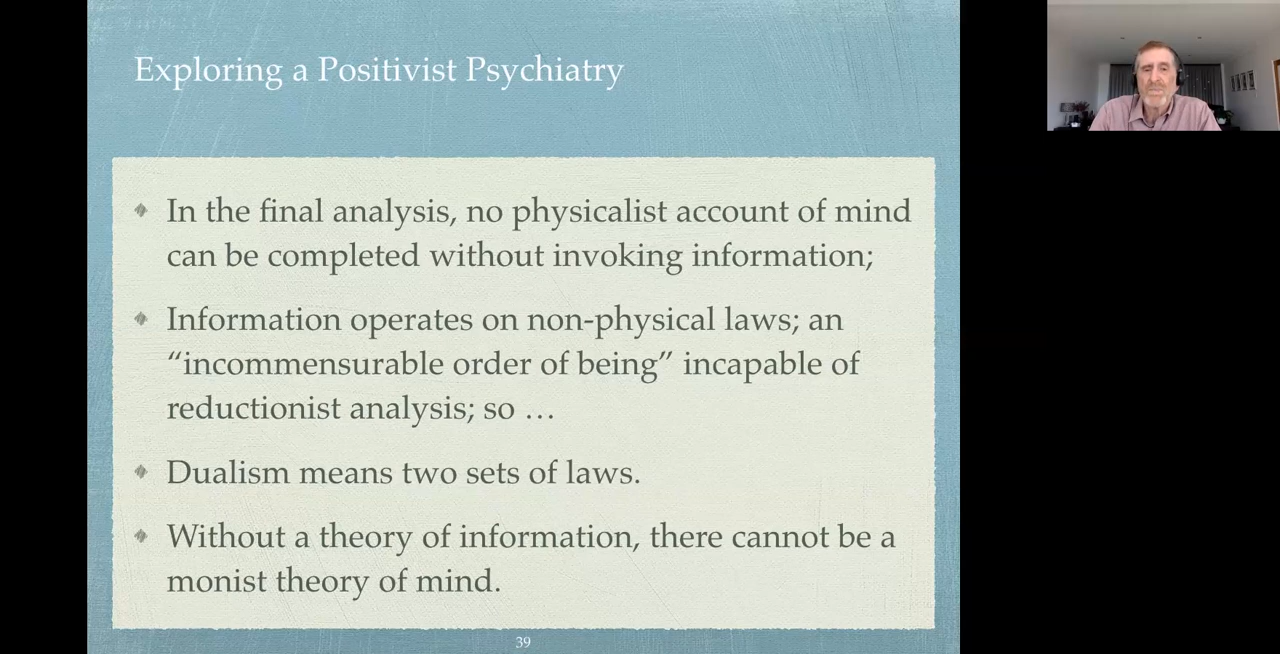 Exploring a Positivist Psychiatry
In the final analysis, no physicalist account of mind
can be completed without invoking information;
Information operates on non-physical laws; an
“incommensurable order of being” incapable of
reductionist analysis; so …
Dualism means two sets of laws.
Without a theory of information, there cannot be a
monist theory of mind.
39